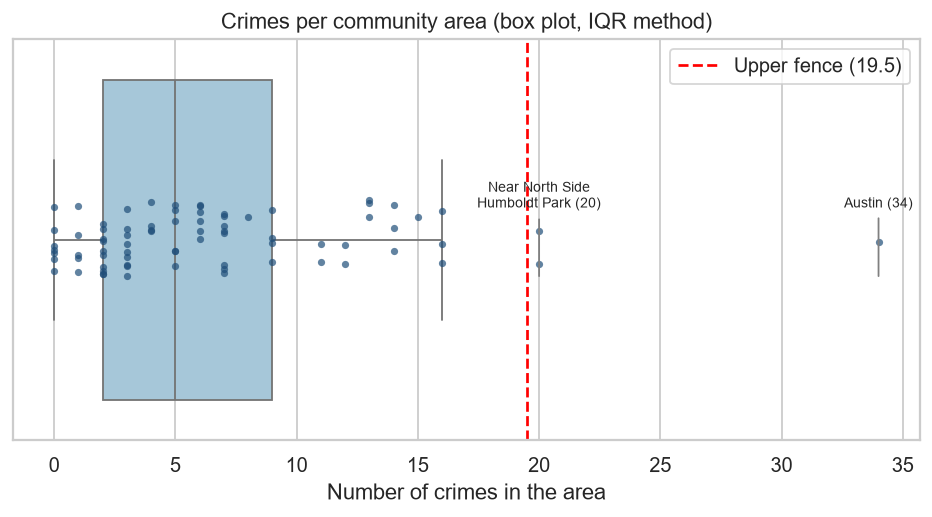 Crimes per community area (box plot, IQR method)
Upper fence (19.5)
Near North Side
Humboldt Park (20)
Austin (34)
0 5 10 15 20 25 30 35
Number of crimes in the area